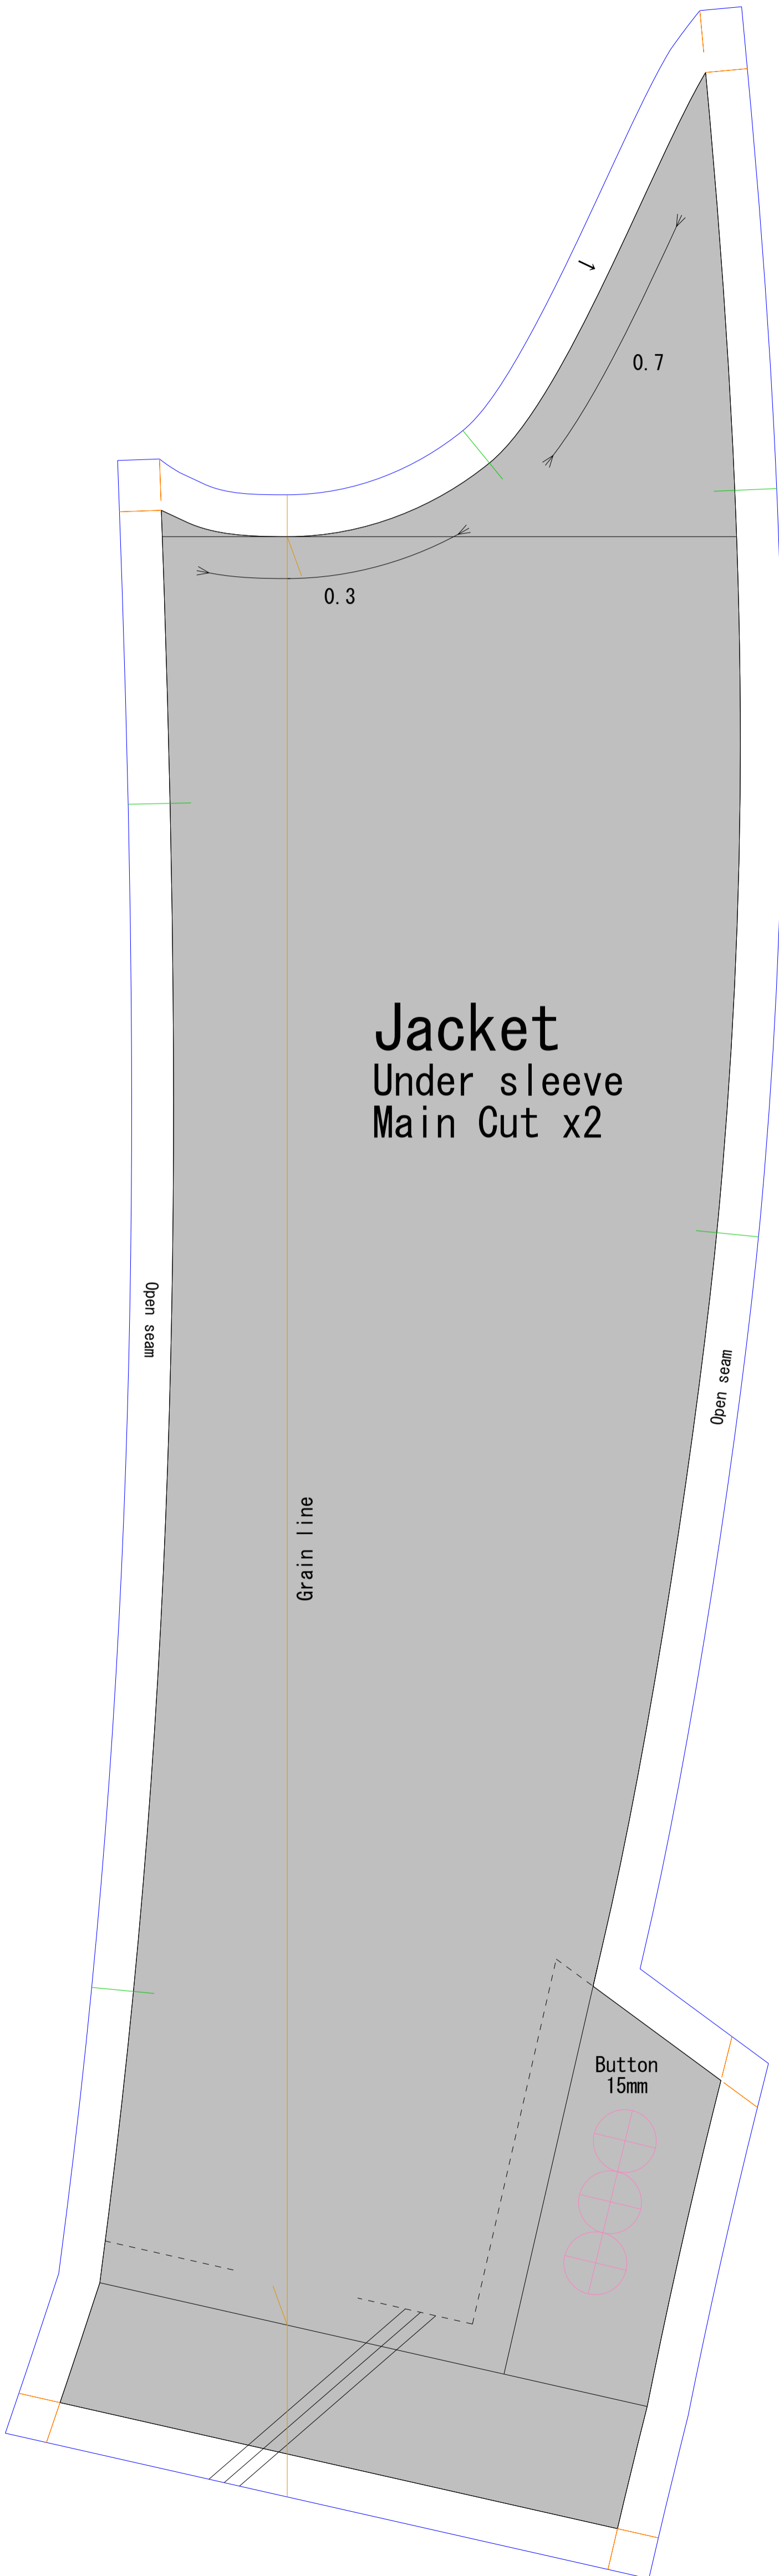 0.7
0.3
Jacket
Under sleeve
Main Cut x2
Open seam
Open seam
Grain line
Button
15mm